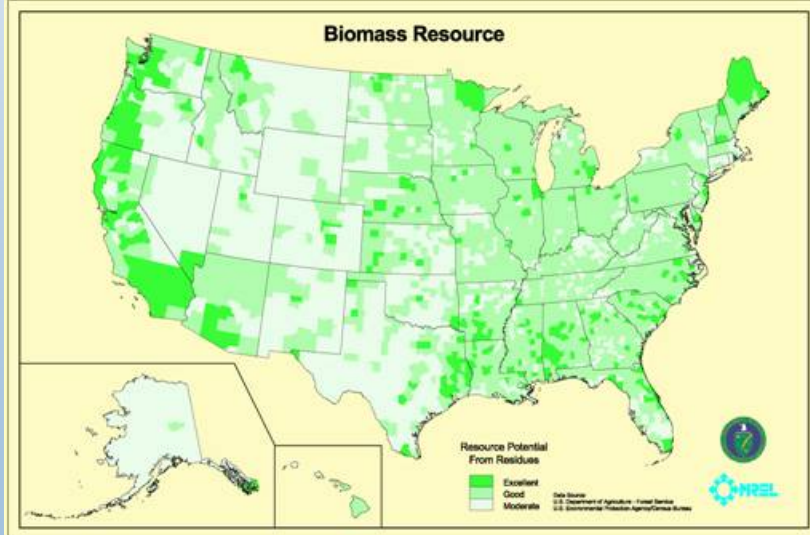 Biomass Resource
Resource Potential
From Residues
Excellent
Good
Moderate
Data Source
U.S. Department of Agriculture - Forest Service
U.S. Environmental Protection Agency/Census Bureau
NREL